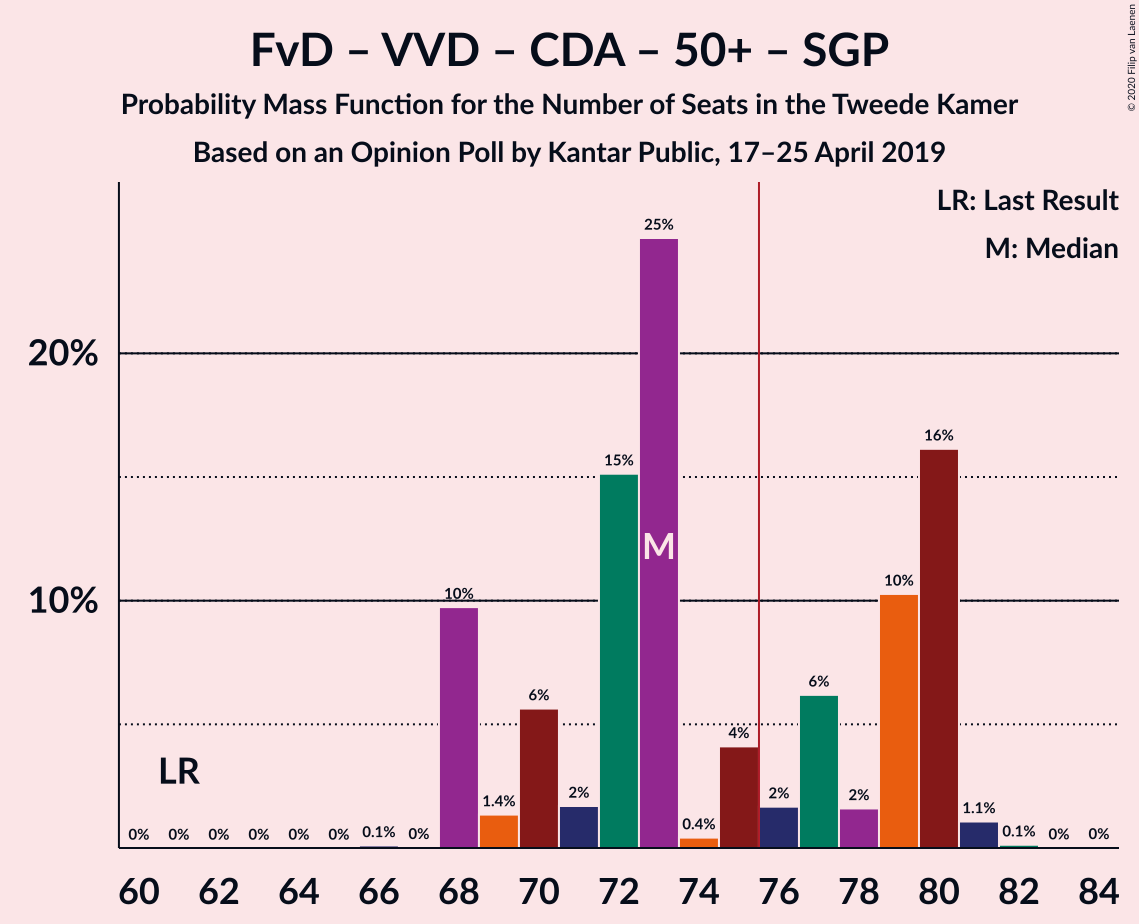 FvD – VVD – CDA – 50+ – SGP
Probability Mass Function for the Number of Seats in the Tweede Kamer
Based on an Opinion Poll by Kantar Public, 17–25 April 2019
© 2020 Filip van Laenen
LR: Last Result
M: Median
20%
10%
0% 0% 0% 0% 0% 0% 0.1% 0% 10% 1.4% 6% 2% 15% 25% 0.4% 4% 2% 6% 2% 10% 16% 1.1% 0.1% 0% 0%
M
LR
60 62 64 66 68 70 72 74 76 78 80 82 84